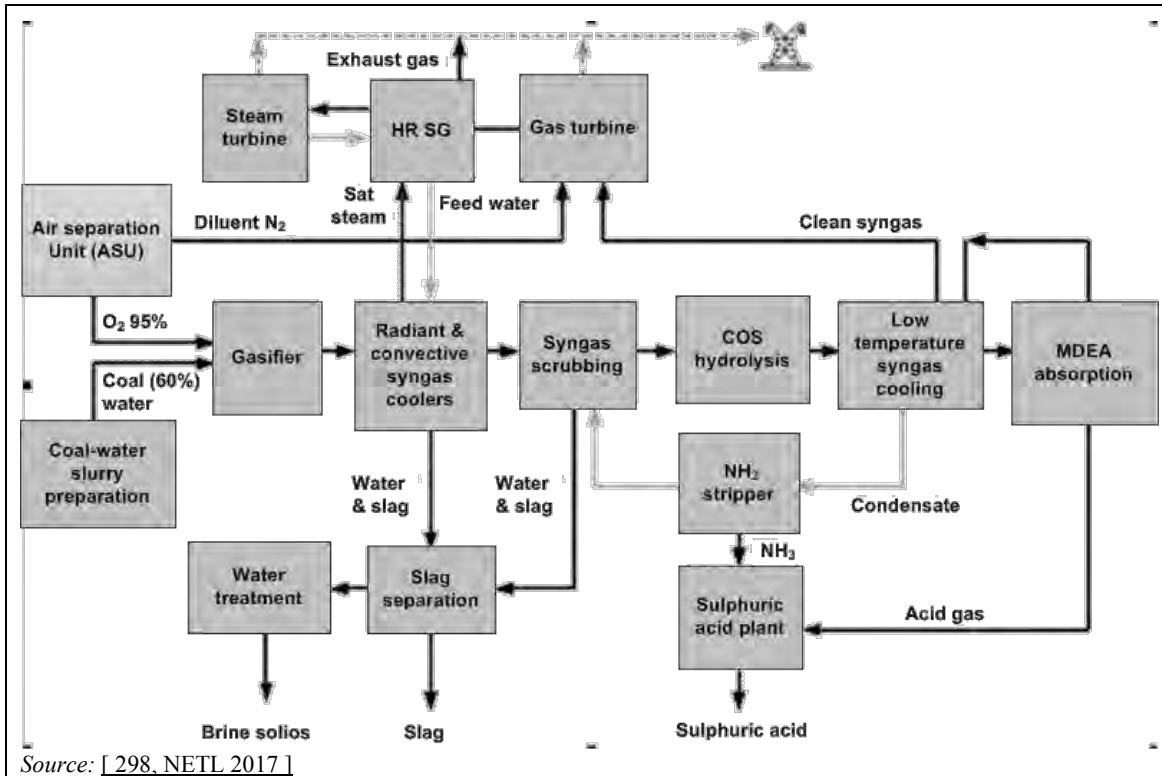 Exhaust gas
Steam
turbine
HR SG
Gas turbine
Sat
steam
Feed water
Air separation
Unit (ASU)
Diluent N₂
Clean syngas
O₂ 95%
Gasifier
Radiant &
convective
syngas
coolers
Syngas
scrubbing
COS
hydrolysis
Low
temperature
syngas
cooling
MDEA
absorption
Coal (60%)
water
Coal-water
slurry
preparation
Water
& slag
Water
& slag
NH₂
stripper
Condensate
NH₃
Water
treatment
Slag
separation
Sulphuric
acid plant
Acid gas
Brine solios
Slag
Sulphuric acid
Source: [ 298, NETL 2017 ]